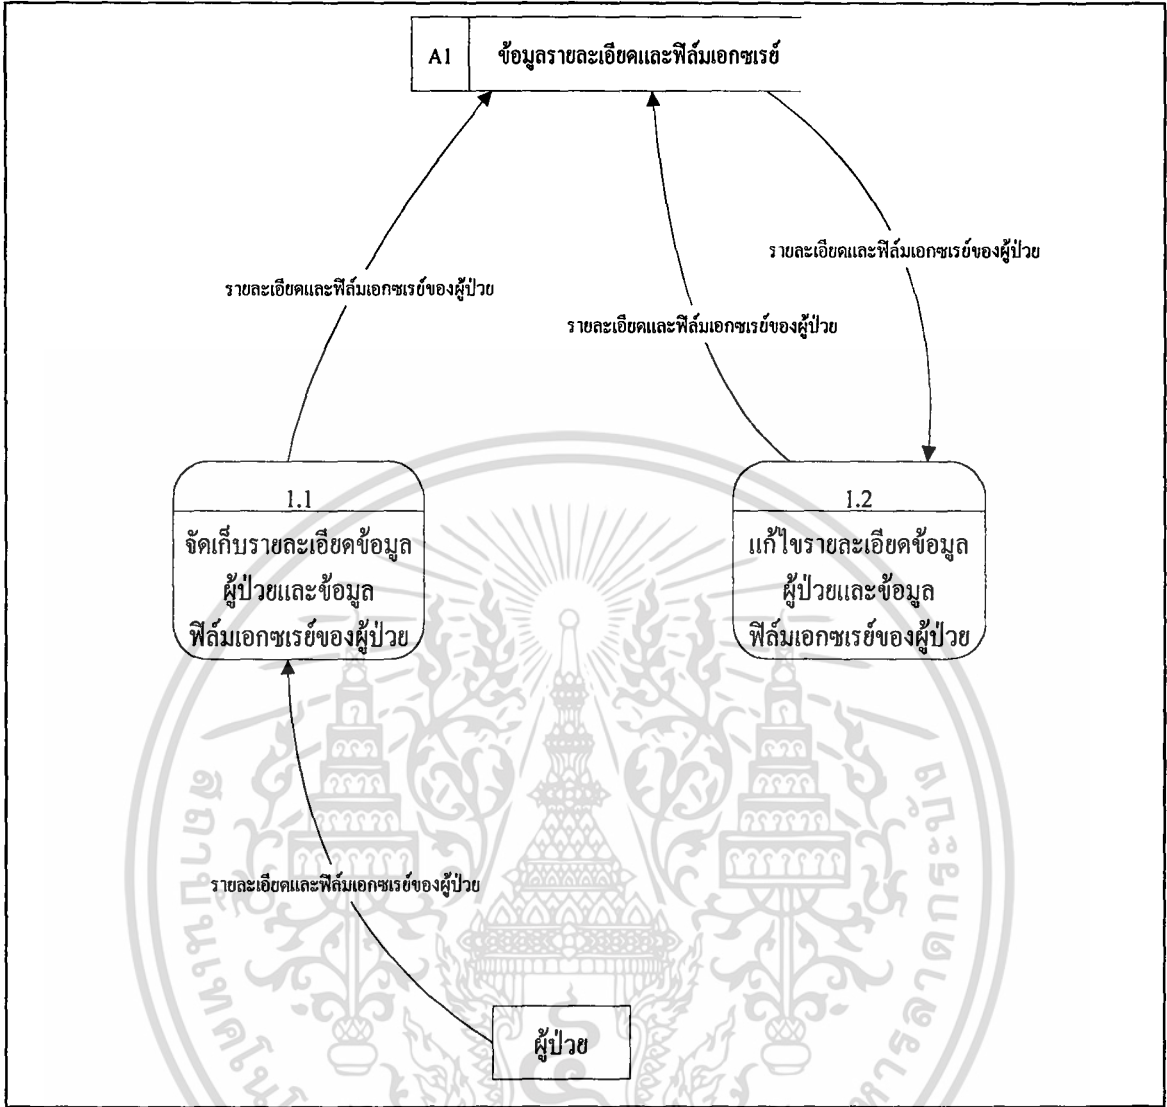 A1 ข้อมูลรายละเอียดและฟิล์มเอกซเรย์
รายละเอียดและฟิล์มเอกซเรย์ของผู้ป่วย
รายละเอียดและฟิล์มเอกซเรย์ของผู้ป่วย
รายละเอียดและฟิล์มเอกซเรย์ของผู้ป่วย
1.1
จัดเก็บรายละเอียดข้อมูล
ผู้ป่วยและข้อมูล
ฟิล์มเอกซเรย์ของผู้ป่วย
1.2
แก้ไขรายละเอียดข้อมูล
ผู้ป่วยและข้อมูล
ฟิล์มเอกซเรย์ของผู้ป่วย
รายละเอียดและฟิล์มเอกซเรย์ของผู้ป่วย
ผู้ป่วย